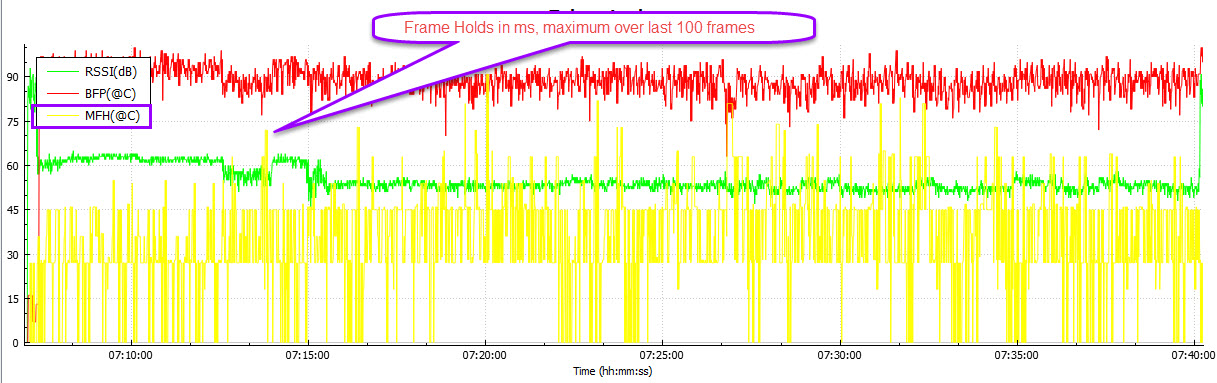 Frame Holds in ms, maximum over last 100 frames
RSSI(dB)
BFP(@C)
MFH(@C)
90
75
60
45
30
15
0
07:10:00 07:15:00 07:20:00 07:25:00 07:30:00 07:35:00 07:40:00
Time (hh:mm:ss)